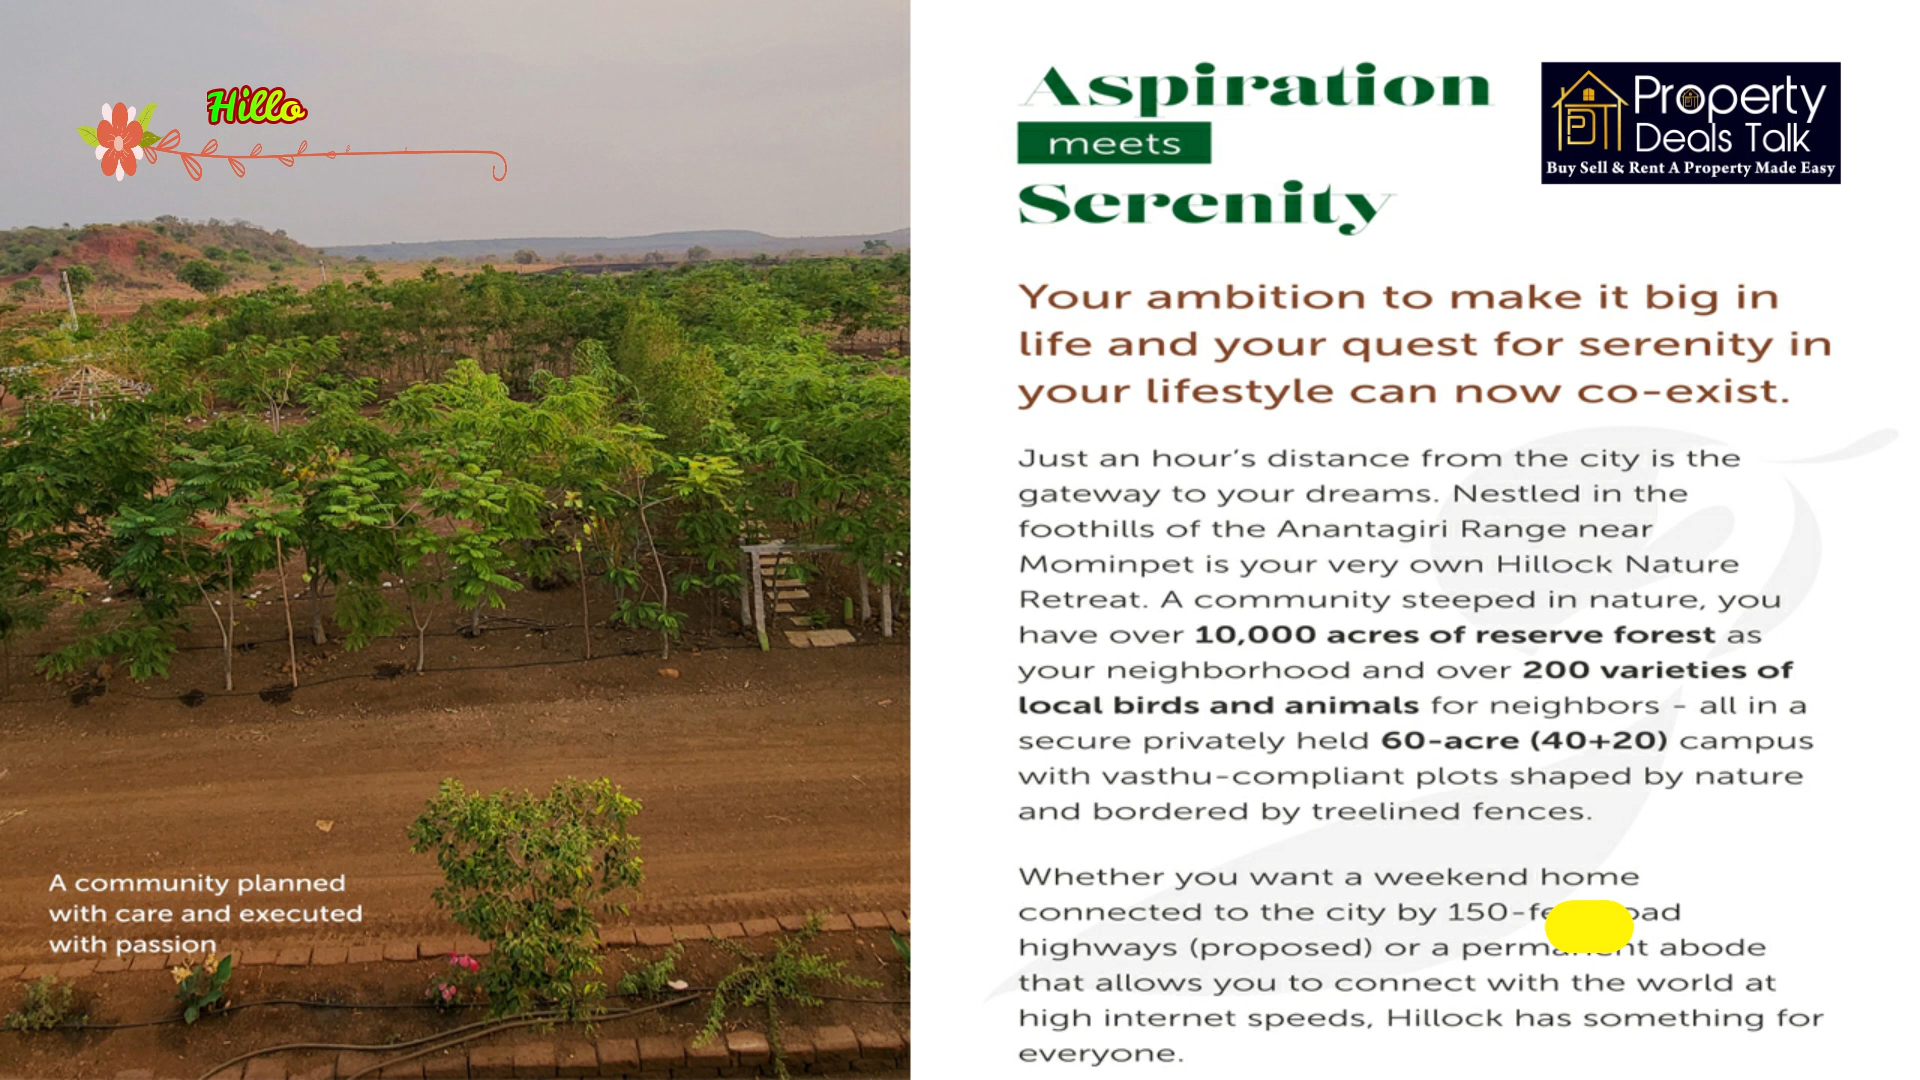 Hillo
A community planned
with care and executed
with passion
Aspiration
meets
Serenity
Property
Deals Talk
Buy Sell & Rent A Property Made Easy
Your ambition to make it big in
life and your quest for serenity in
your lifestyle can now co-exist.
Just an hour's distance from the city is the
gateway to your dreams. Nestled in the
foothills of the Anantagiri Range near
Mominpet is your very own Hillock Nature
Retreat. A community steeped in nature, you
have over 10,000 acres of reserve forest as
your neighborhood and over 200 varieties of
local birds and animals for neighbors - all in a
secure privately held 60-acre (40+20) campus
with vasthu-compliant plots shaped by nature
and bordered by treelined fences.
Whether you want a weekend home
connected to the city by
highways (proposed) or a abode
that allows you to connect with the world at
high internet speeds, Hillock has something for
everyone.